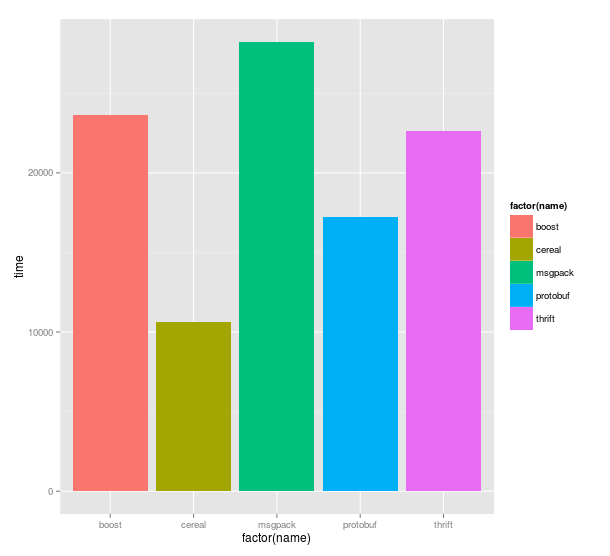 time
20000
10000
0
boost cereal msgpack protobuf thrift
factor(name)
factor(name)
boost
cereal
msgpack
protobuf
thrift